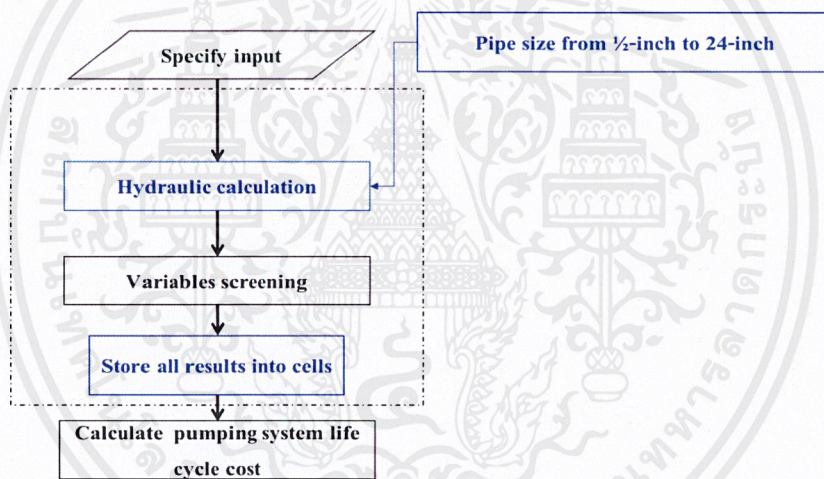 Specify input
Pipe size from ½-inch to 24-inch
Hydraulic calculation
Variables screening
Store all results into cells
Calculate pumping system life
cycle cost